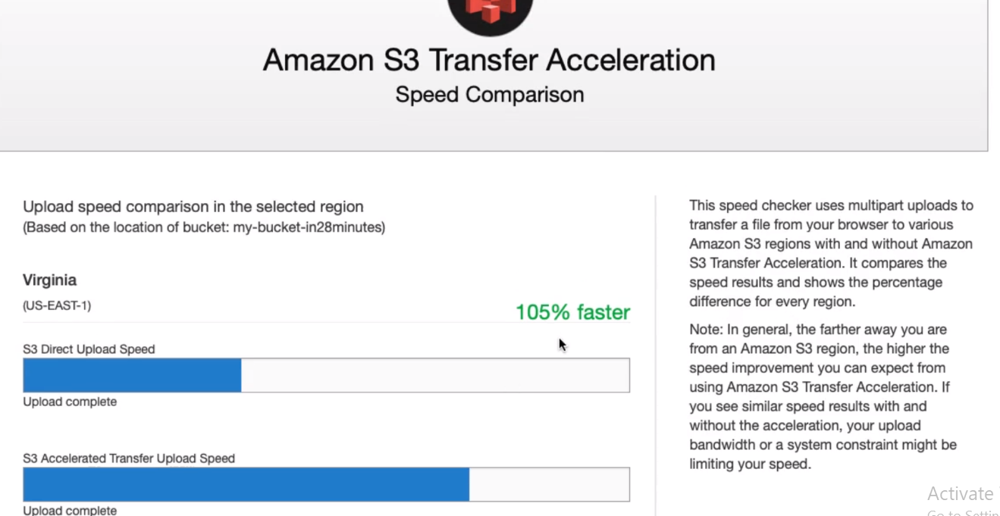 Amazon S3 Transfer Acceleration
Speed Comparison
Upload speed comparison in the selected region
(Based on the location of bucket: my-bucket-in28minutes)
Virginia
(US-EAST-1)
105% faster
S3 Direct Upload Speed
Upload complete
S3 Accelerated Transfer Upload Speed
Upload complete
This speed checker uses multipart uploads to
transfer a file from your browser to various
Amazon S3 regions with and without Amazon
S3 Transfer Acceleration. It compares the
speed results and shows the percentage
difference for every region.
Note: In general, the farther away you are
from an Amazon S3 region, the higher the
speed improvement you can expect from
using Amazon S3 Transfer Acceleration. If
you see similar speed results with and
without the acceleration, your upload
bandwidth or a system constraint might be
limiting your speed.
Activate
Go to